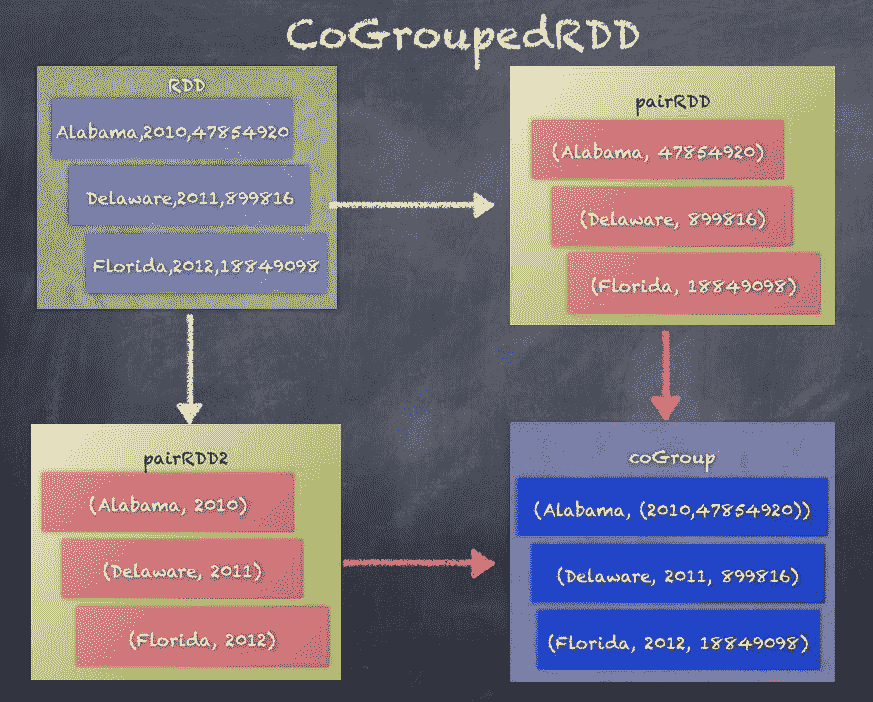 CoGroupedRDD
RDD
Alabama,2010,47854920
Delaware,2011,899816
Florida,2012,18849098
pairRDD
(Alabama, 47854920)
(Delaware, 899816)
(Florida, 18849098)
pairRDD2
(Alabama, 2010)
(Delaware, 2011)
(Florida, 2012)
coGroup
(Alabama, (2010,47854920))
(Delaware, 2011, 899816)
(Florida, 2012, 18849098)